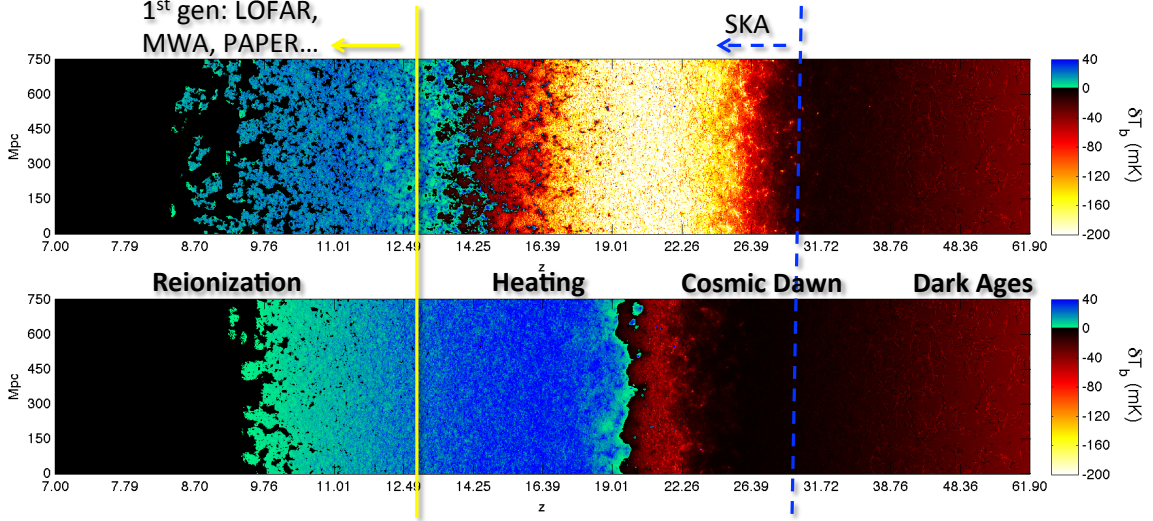 1st gen: LOFAR,
MWA, PAPER...
SKA
750
600
450
300
150
0
Mpc
7.00 7.79 8.70 9.76 11.01 12.49 14.25 16.39 19.01 22.26 26.39 31.72 38.76 48.36 61.90
z
40
0
-40
-80
-120
-160
-200
δTb (mK)
Reionization Heating Cosmic Dawn Dark Ages
750
600
450
300
150
0
Mpc
7.00 7.79 8.70 9.76 11.01 12.49 14.25 16.39 19.01 22.26 26.39 31.72 38.76 48.36 61.90
z
40
0
-40
-80
-120
-160
-200
δTb (mK)